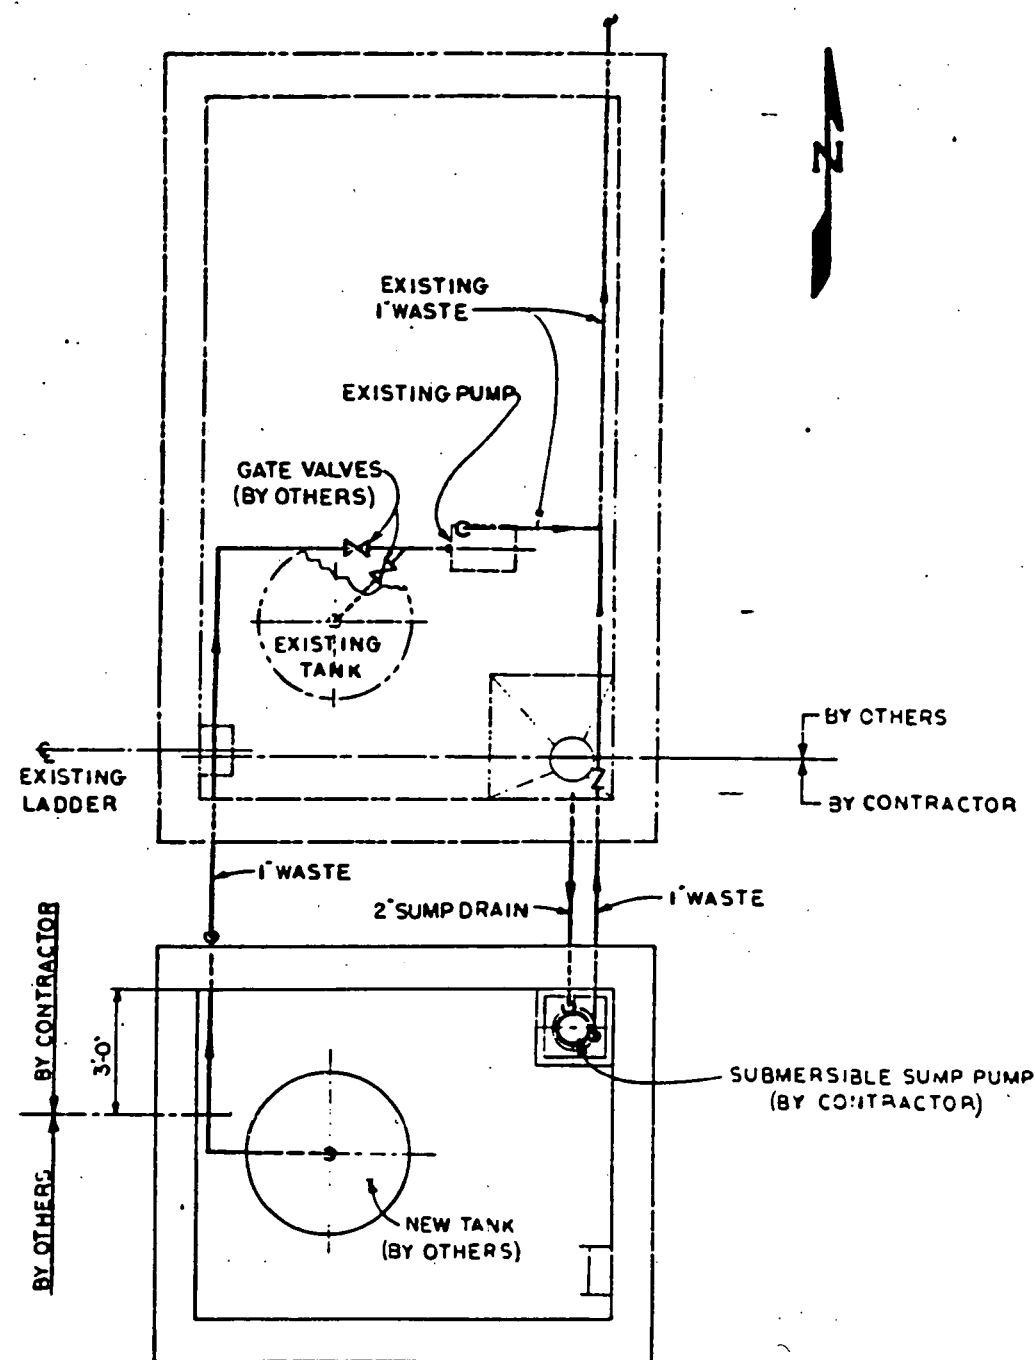 N
EXISTING
1" WASTE
EXISTING PUMP
GATE VALVES
(BY OTHERS)
EXISTING
TANK
BY OTHERS
℄
EXISTING
LADDER
BY CONTRACTOR
1" WASTE
2" SUMP DRAIN
1" WASTE
BY CONTRACTOR
3'-0"
SUBMERSIBLE SUMP PUMP
(BY CONTRACTOR)
BY OTHERS
NEW TANK
(BY OTHERS)